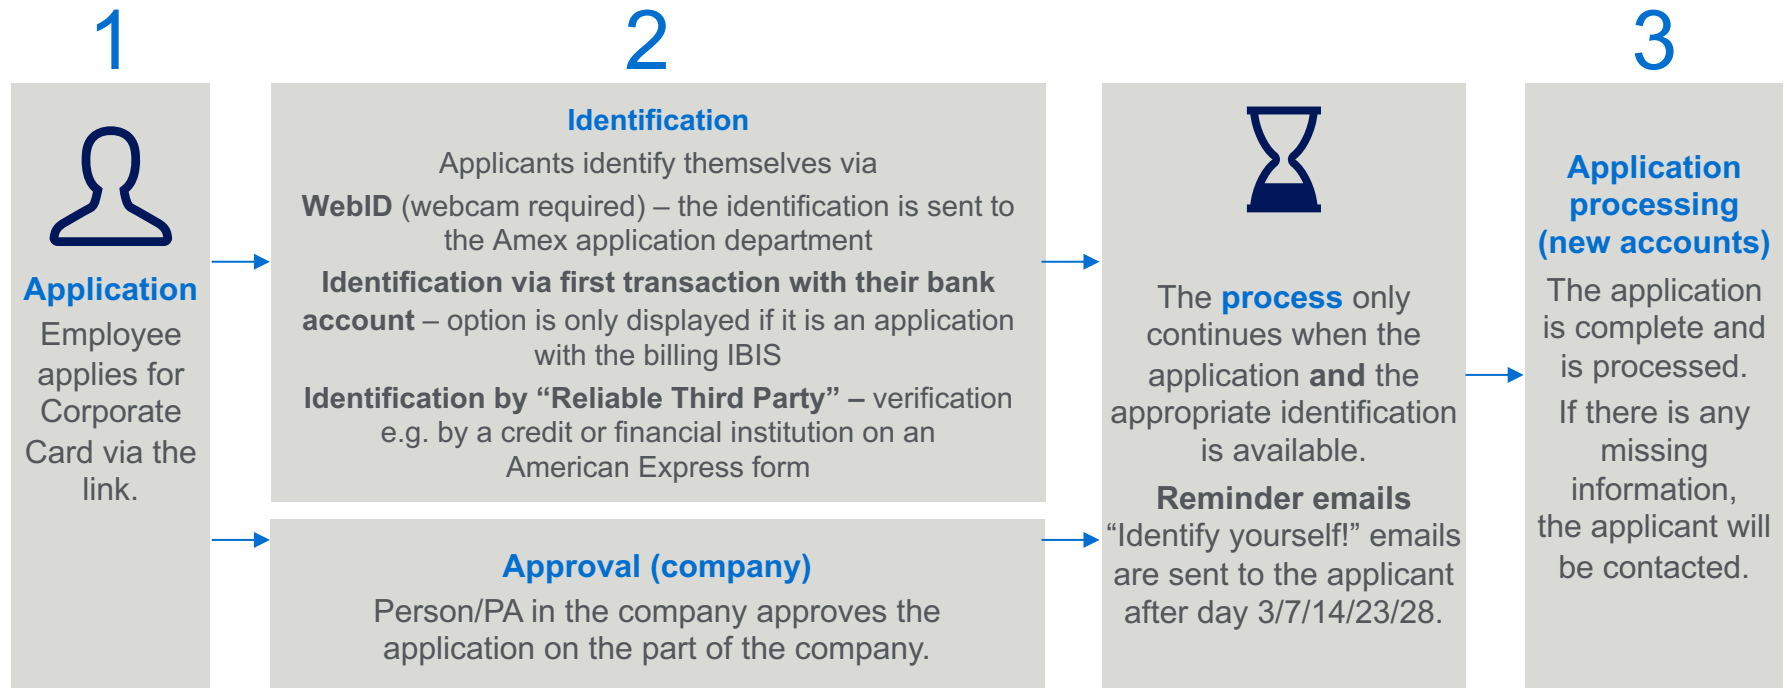 1
Application
Employee
applies for
Corporate
Card via the
link.
2
Identification
Applicants identify themselves via
WebID (webcam required) – the identification is sent to
the Amex application department
Identification via first transaction with their bank
account – option is only displayed if it is an application
with the billing IBIS
Identification by “Reliable Third Party” – verification
e.g. by a credit or financial institution on an
American Express form
Approval (company)
Person/PA in the company approves the
application on the part of the company.
The process only
continues when the
application and the
appropriate identification
is available.
Reminder emails
“Identify yourself!” emails
are sent to the applicant
after day 3/7/14/23/28.
3
Application
processing
(new accounts)
The application
is complete and
is processed.
If there is any
missing
information,
the applicant will
be contacted.